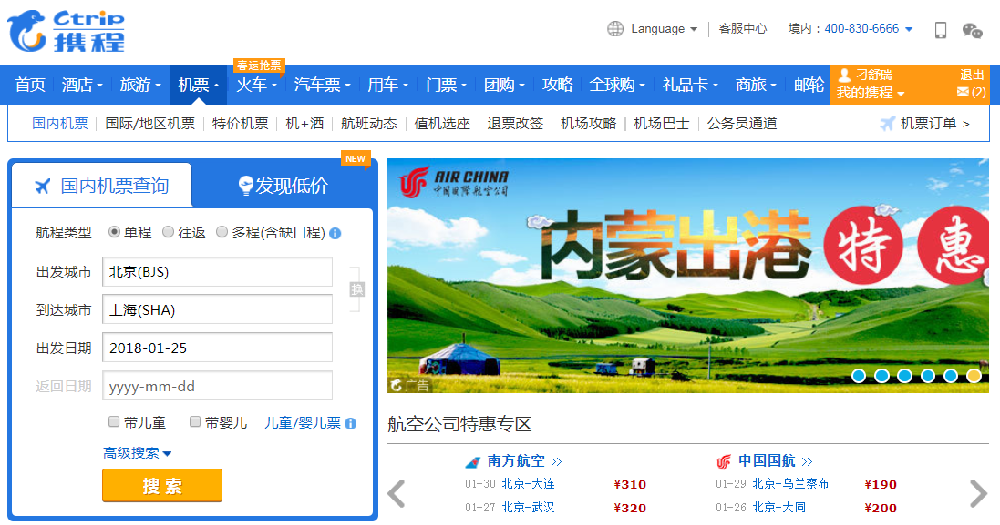 Ctrip
携程
Language 客服中心 境内：400-830-6666
春运抢票
首页 酒店 旅游 机票 火车 汽车票 用车 门票 团购 攻略 全球购 礼品卡 商旅 邮轮
刁舒瑞 退出
我的携程 (2)
国内机票 国际/地区机票 特价机票 机+酒 航班动态 值机选座 退票改签 机场攻略 机场巴士 公务员通道 机票订单 >
NEW
国内机票查询 发现低价
航程类型 单程 往返 多程(含缺口程)
出发城市 北京(BJS)
换
到达城市 上海(SHA)
出发日期 2018-01-25
返回日期 yyyy-mm-dd
带儿童 带婴儿 儿童/婴儿票
高级搜索
搜索
AIR CHINA
中国国际航空公司
内蒙出港 特惠
广告
航空公司特惠专区
南方航空 >> 中国国航 >>
01-30 北京-大连 ¥310 01-29 北京-乌兰察布 ¥190
01-27 北京-武汉 ¥320 01-26 北京-大同 ¥200